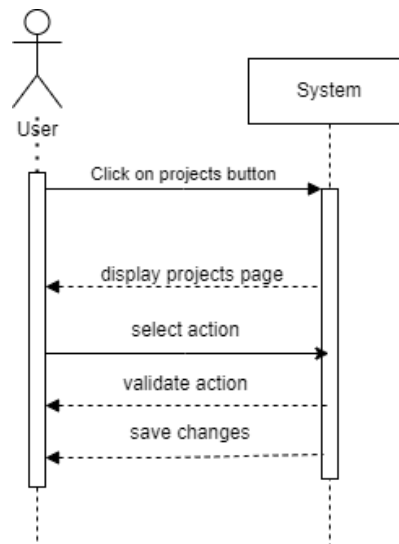 User
System
Click on projects button
display projects page
select action
validate action
save changes